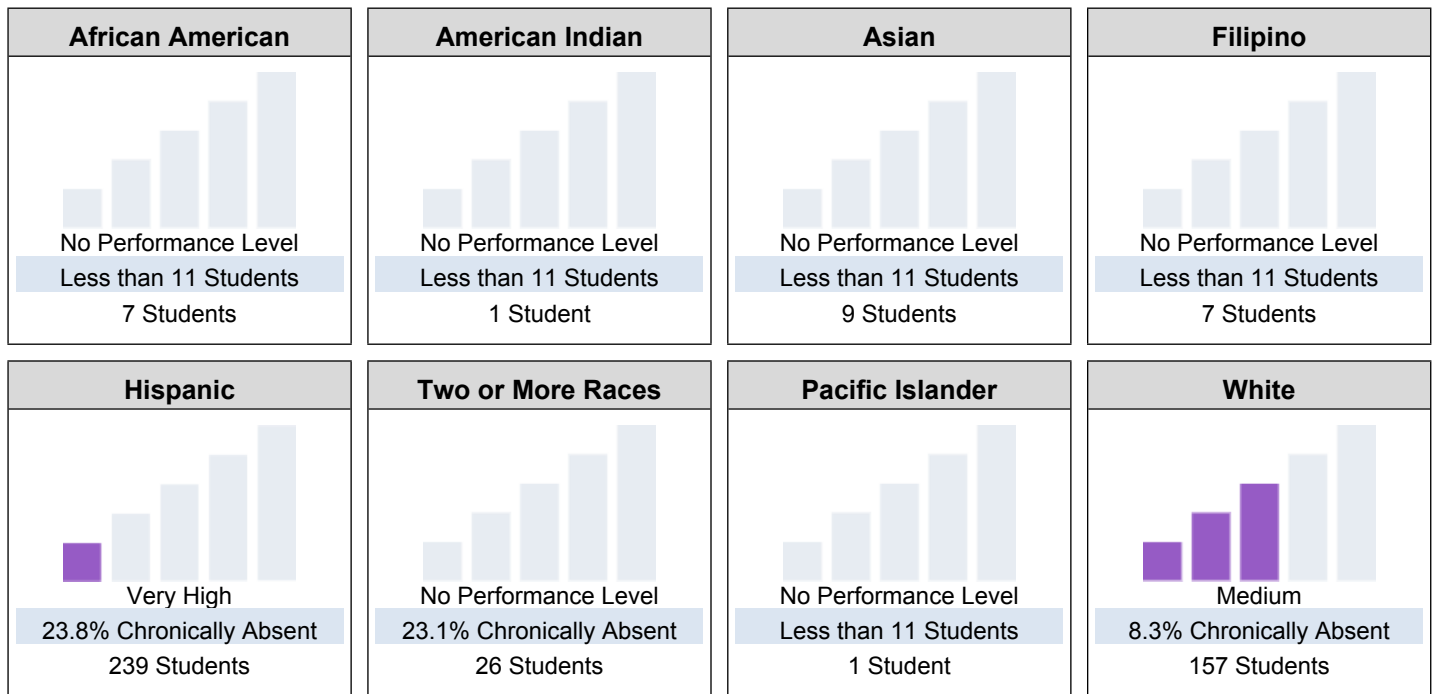 African American
No Performance Level
Less than 11 Students
7 Students
American Indian
No Performance Level
Less than 11 Students
1 Student
Asian
No Performance Level
Less than 11 Students
9 Students
Filipino
No Performance Level
Less than 11 Students
7 Students
Hispanic
Very High
23.8% Chronically Absent
239 Students
Two or More Races
No Performance Level
23.1% Chronically Absent
26 Students
Pacific Islander
No Performance Level
Less than 11 Students
1 Student
White
Medium
8.3% Chronically Absent
157 Students